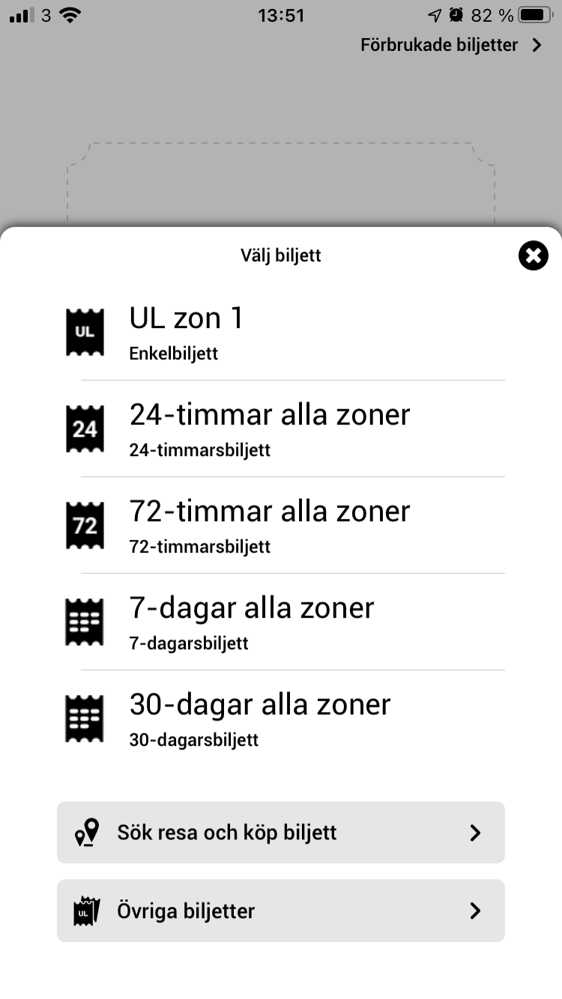 3 13:51 82 %
Förbrukade biljetter
Välj biljett
UL
UL zon 1
Enkelbiljett
24
24-timmar alla zoner
24-timmarsbiljett
72
72-timmar alla zoner
72-timmarsbiljett
7-dagar alla zoner
7-dagarsbiljett
30-dagar alla zoner
30-dagarsbiljett
Sök resa och köp biljett
UL
Övriga biljetter